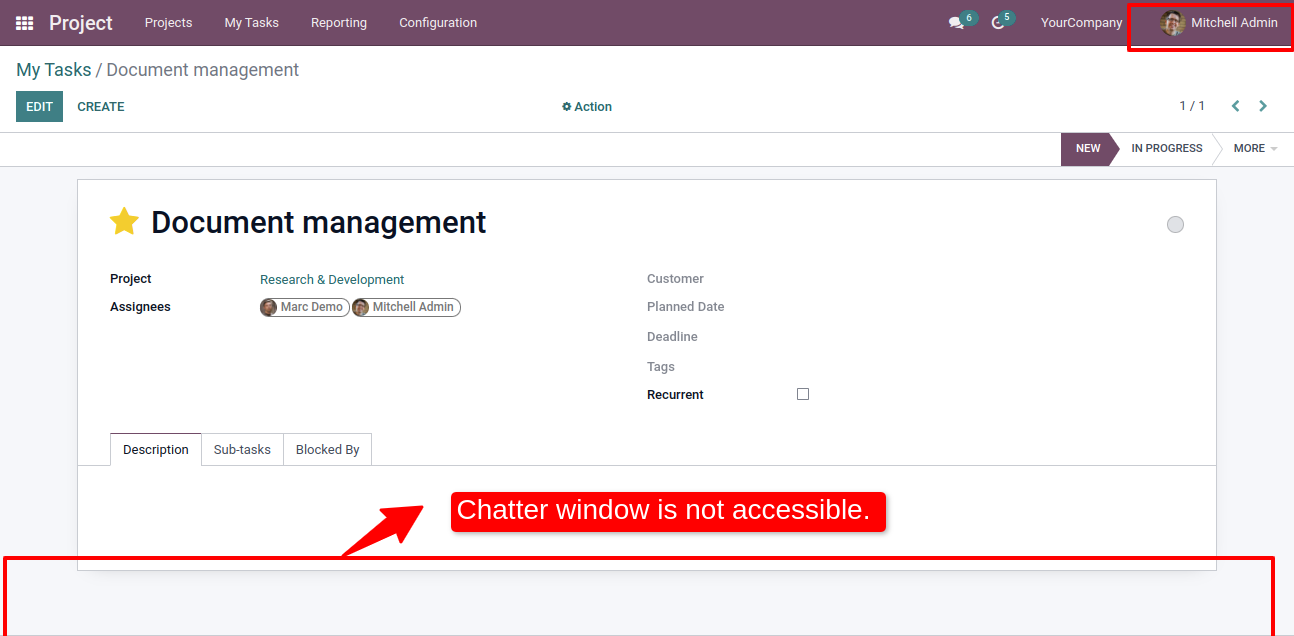 Project Projects My Tasks Reporting Configuration 6 5 YourCompany Mitchell Admin
My Tasks / Document management
EDIT CREATE Action 1 / 1
NEW IN PROGRESS MORE
Document management
Project Research & Development Customer
Assignees Marc Demo Mitchell Admin Planned Date
Deadline
Tags
Recurrent
Description Sub-tasks Blocked By
Chatter window is not accessible.